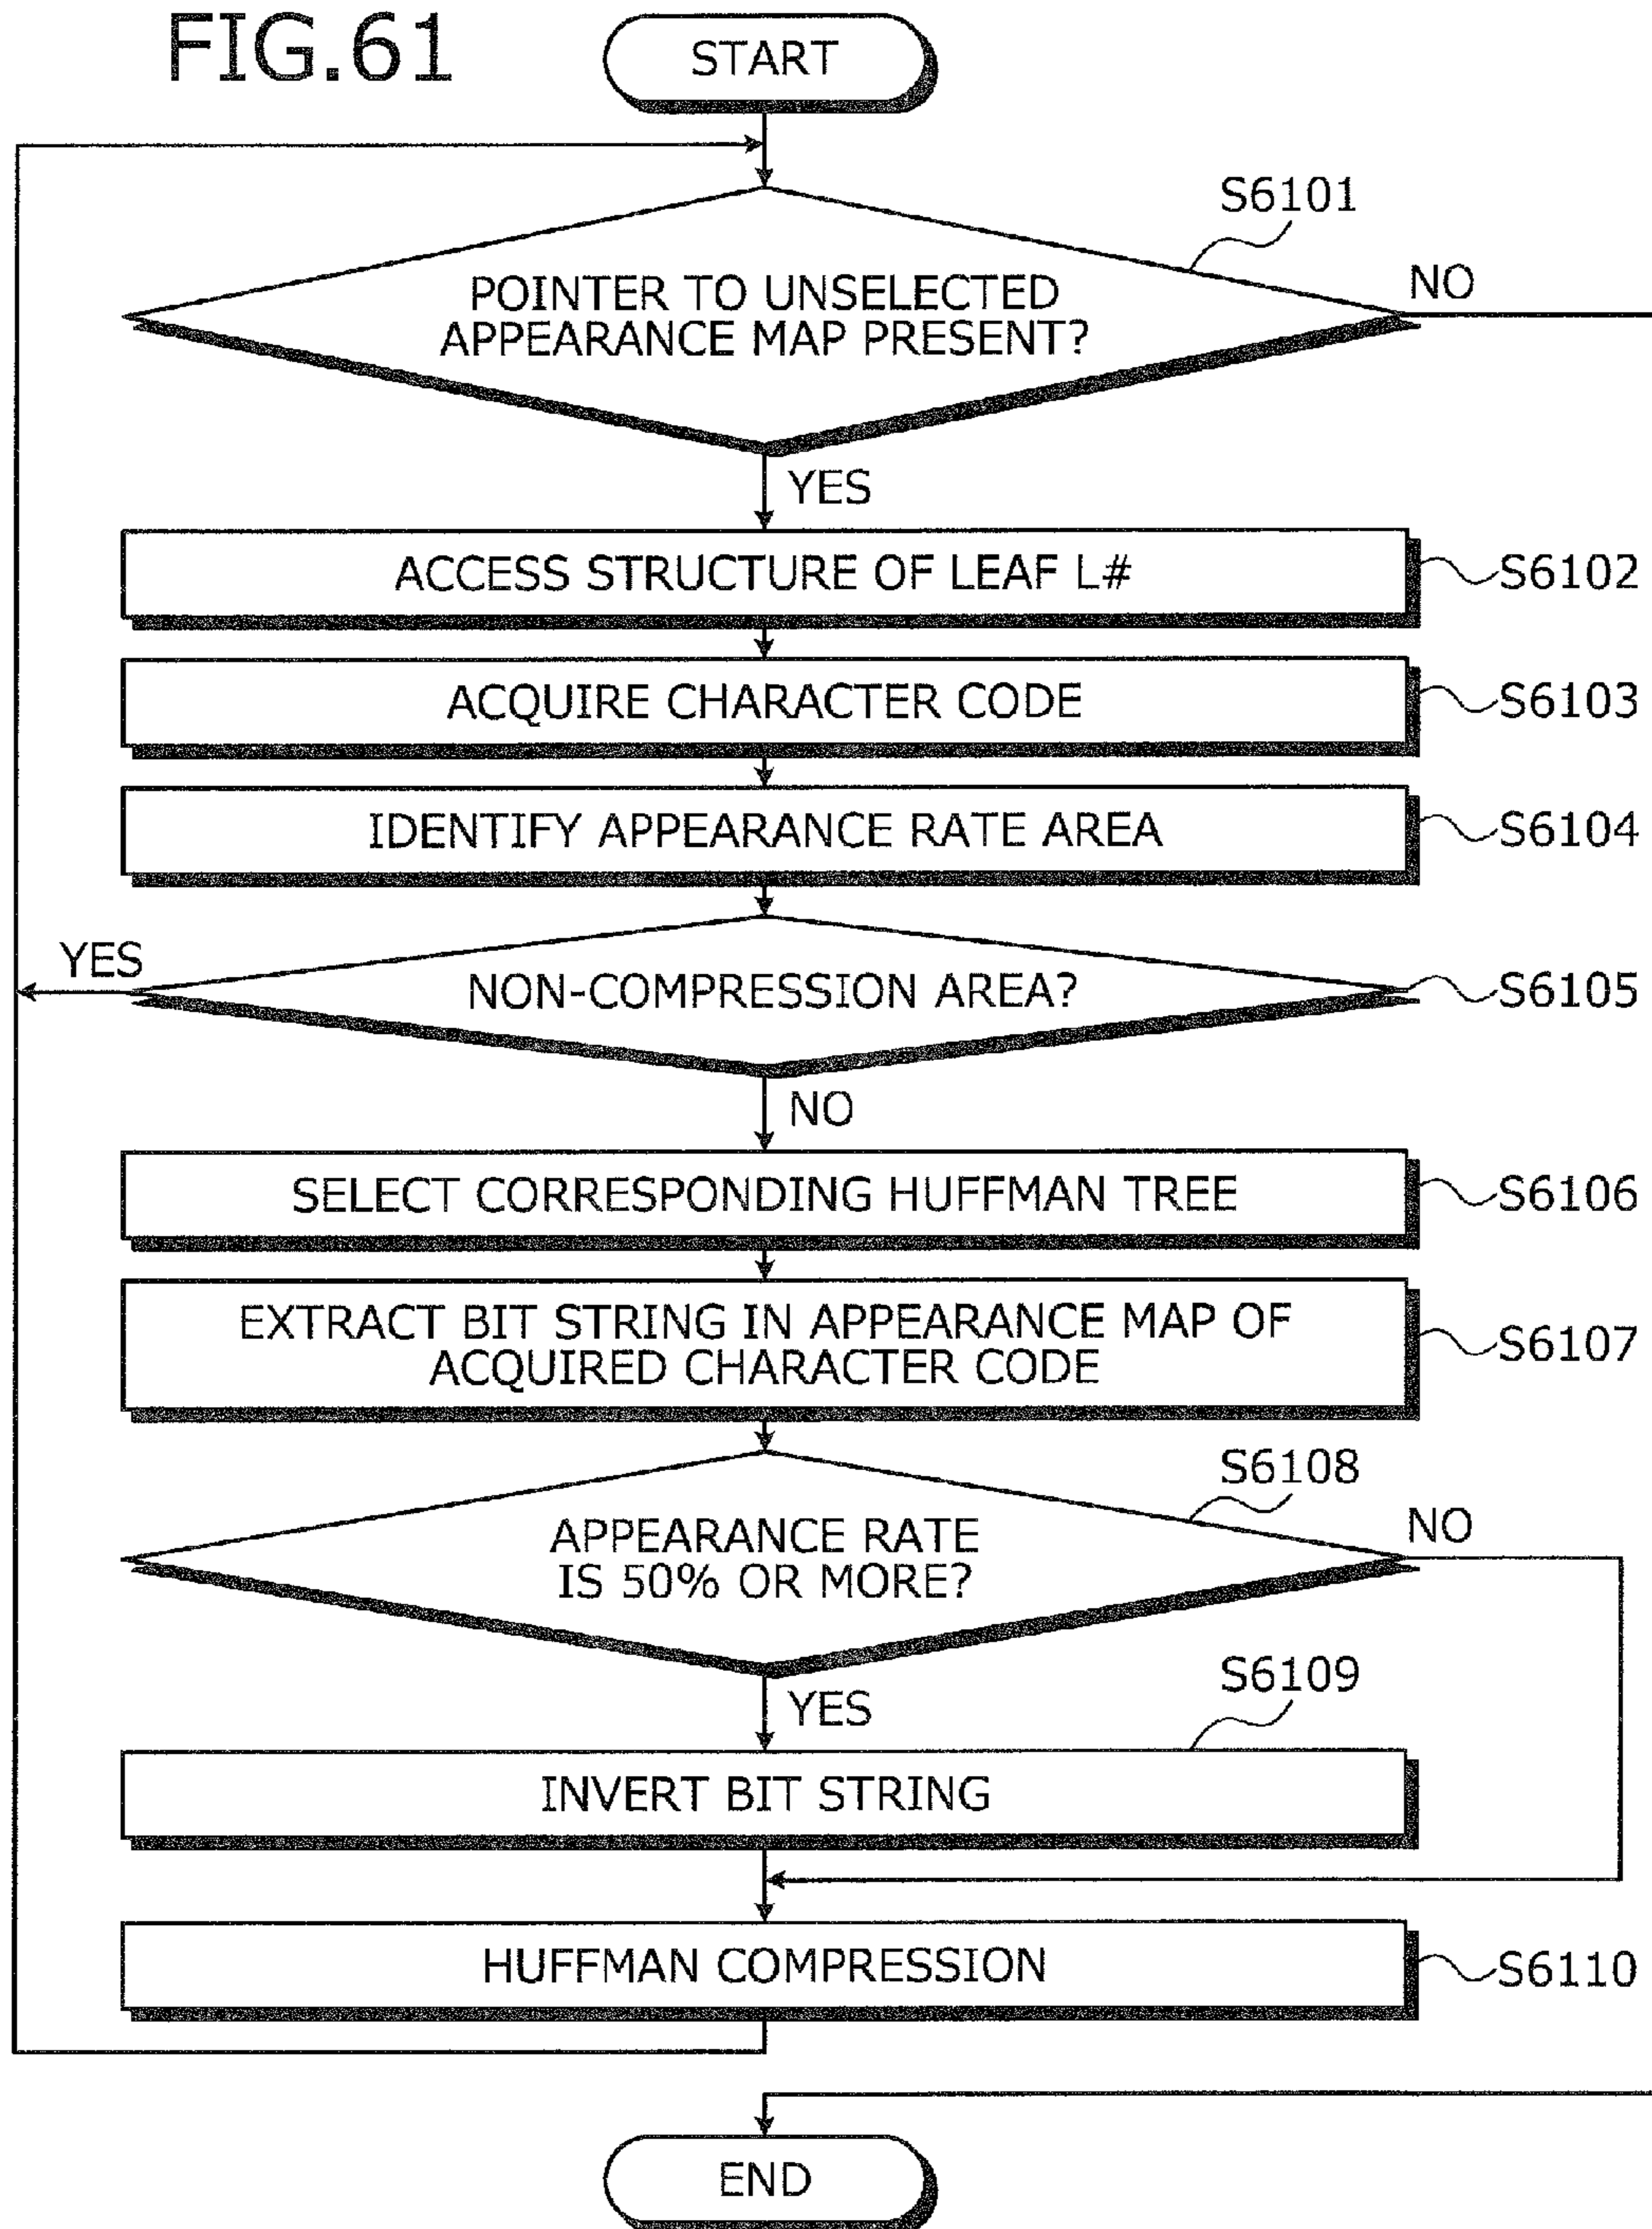 FIG.61
START
S6101
POINTER TO UNSELECTED
APPEARANCE MAP PRESENT?
NO
YES
ACCESS STRUCTURE OF LEAF L#
S6102
ACQUIRE CHARACTER CODE
S6103
IDENTIFY APPEARANCE RATE AREA
S6104
YES
NON-COMPRESSION AREA?
S6105
NO
SELECT CORRESPONDING HUFFMAN TREE
S6106
EXTRACT BIT STRING IN APPEARANCE MAP OF
ACQUIRED CHARACTER CODE
S6107
S6108
APPEARANCE RATE
IS 50% OR MORE?
NO
YES
S6109
INVERT BIT STRING
HUFFMAN COMPRESSION
S6110
END